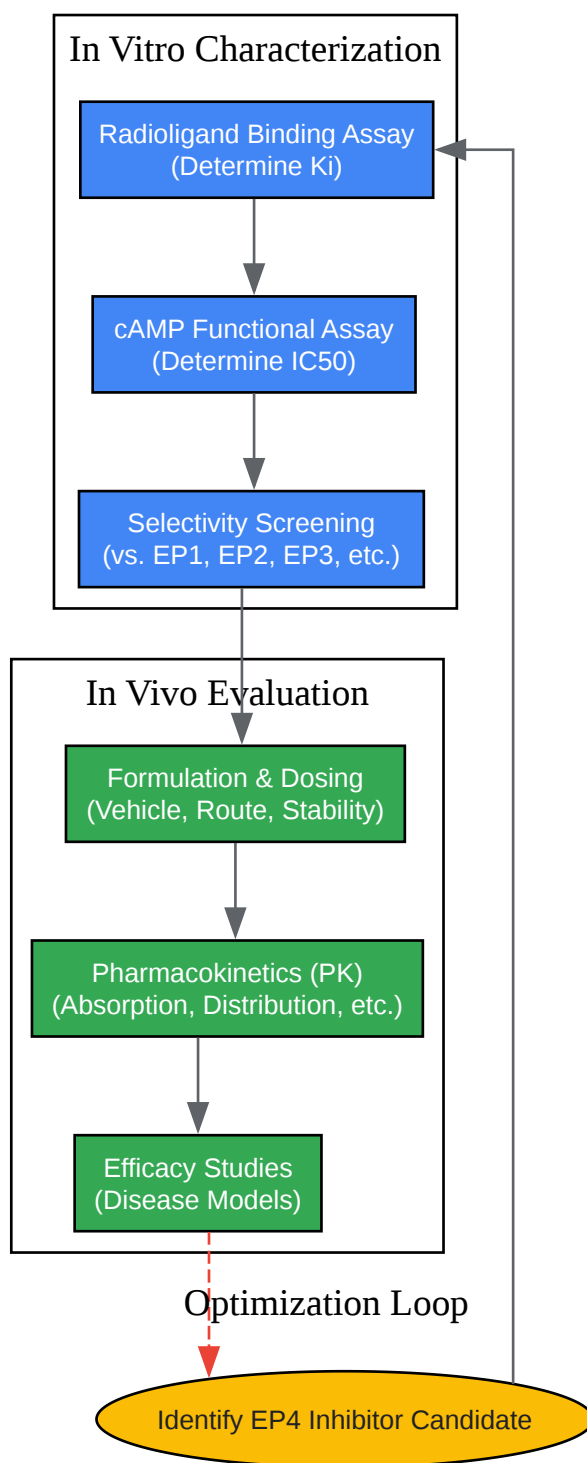 In Vitro Characterization
Radioligand Binding Assay
(Determine Ki)
cAMP Functional Assay
(Determine IC50)
Selectivity Screening
(vs. EP1, EP2, EP3, etc.)
In Vivo Evaluation
Formulation & Dosing
(Vehicle, Route, Stability)
Pharmacokinetics (PK)
(Absorption, Distribution, etc.)
Efficacy Studies
(Disease Models)
Optimization Loop
Identify EP4 Inhibitor Candidate